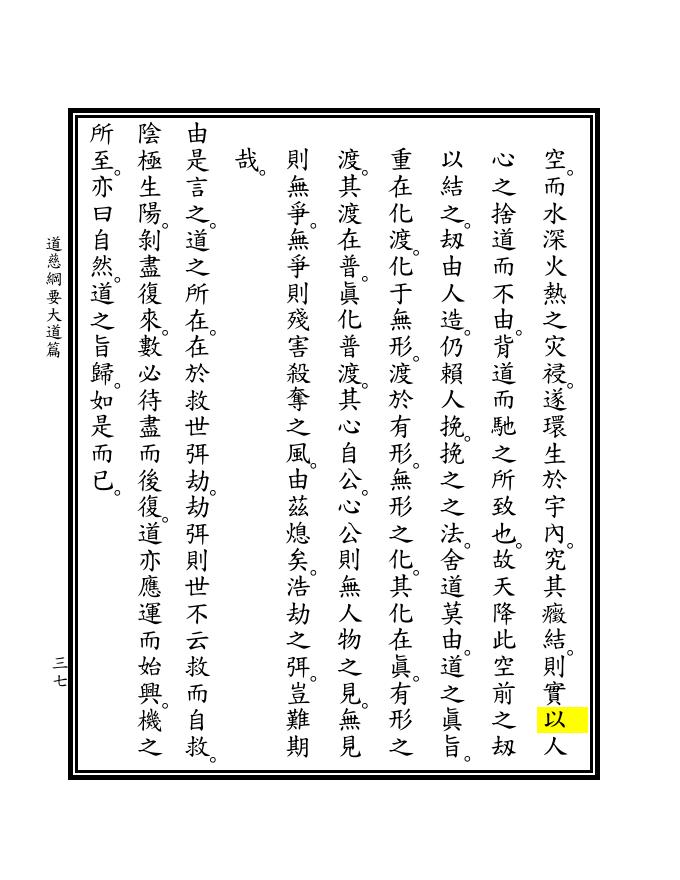 空。而水深火熱之灾祲。遂環生於宇內。究其癥結。則實以人
心之捨道而不由。背道而馳之所致也。故天降此空前之刼
以結之。刼由人造。仍賴人挽。挽之之法。舍道莫由。道之眞旨。
重在化渡。化于無形。渡於有形。無形之化。其化在眞。有形之
渡。其渡在普。眞化普渡。其心自公。心公則無人物之見。無見
則無爭。無爭則殘害殺奪之風。由茲熄矣。浩劫之弭。豈難期
哉。
由是言之。道之所在。在於救世弭劫。劫弭則世不云救而自救。
陰極生陽。剝盡復來。數必待盡而後復。道亦應運而始興。機之
所至。亦曰自然。道之旨歸。如是而已。
道慈綱要大道篇
三七